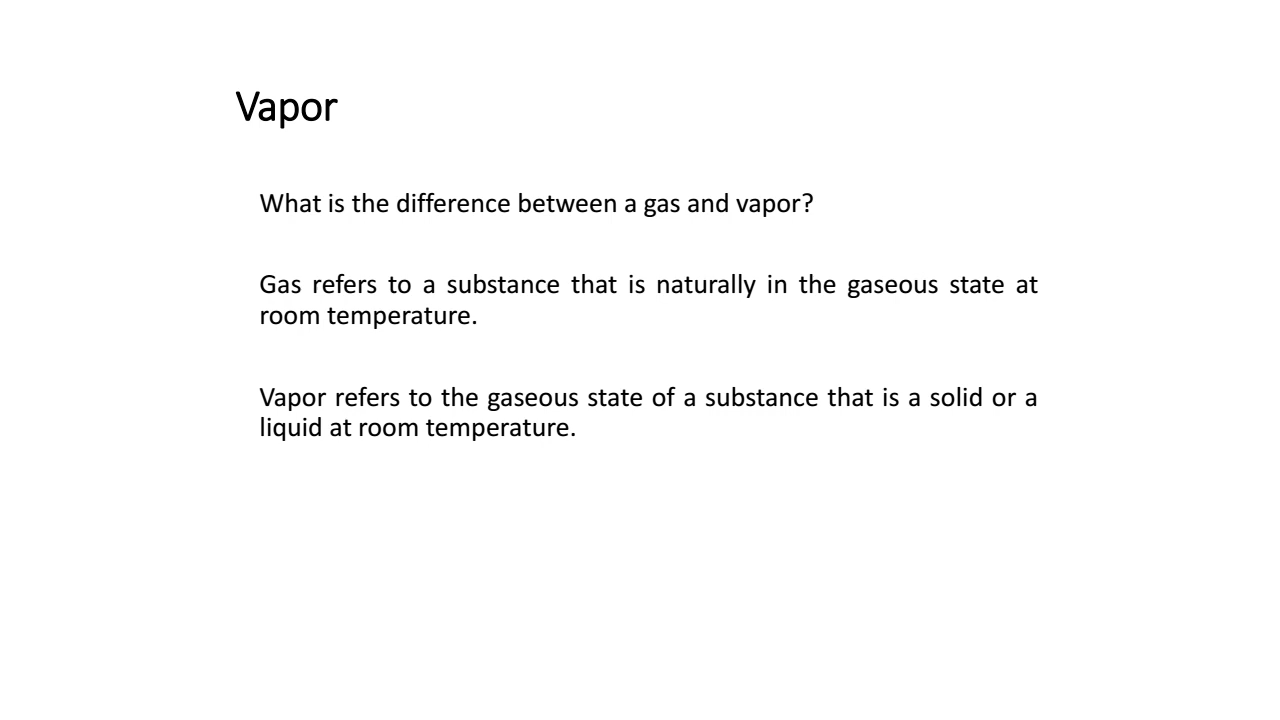 Vapor
What is the difference between a gas and vapor?
Gas refers to a substance that is naturally in the gaseous state at
room temperature.
Vapor refers to the gaseous state of a substance that is a solid or a
liquid at room temperature.